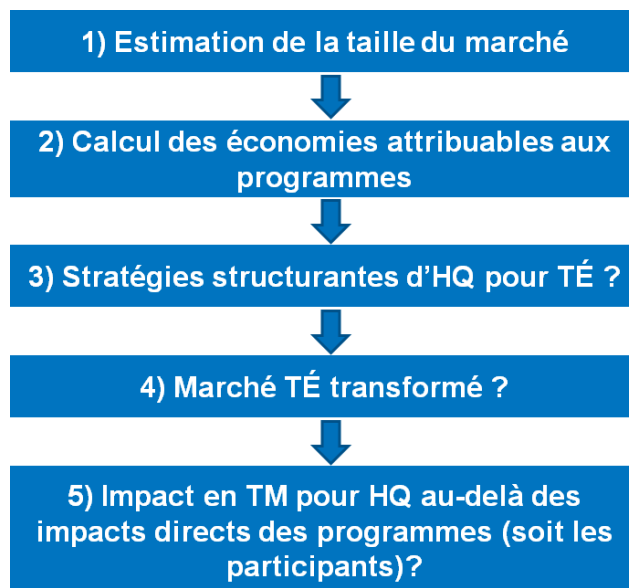 1) Estimation de la taille du marché
2) Calcul des économies attribuables aux
programmes
3) Stratégies structurantes d'HQ pour TÉ ?
4) Marché TÉ transformé ?
5) Impact en TM pour HQ au-delà des
impacts directs des programmes (soit les
participants)?